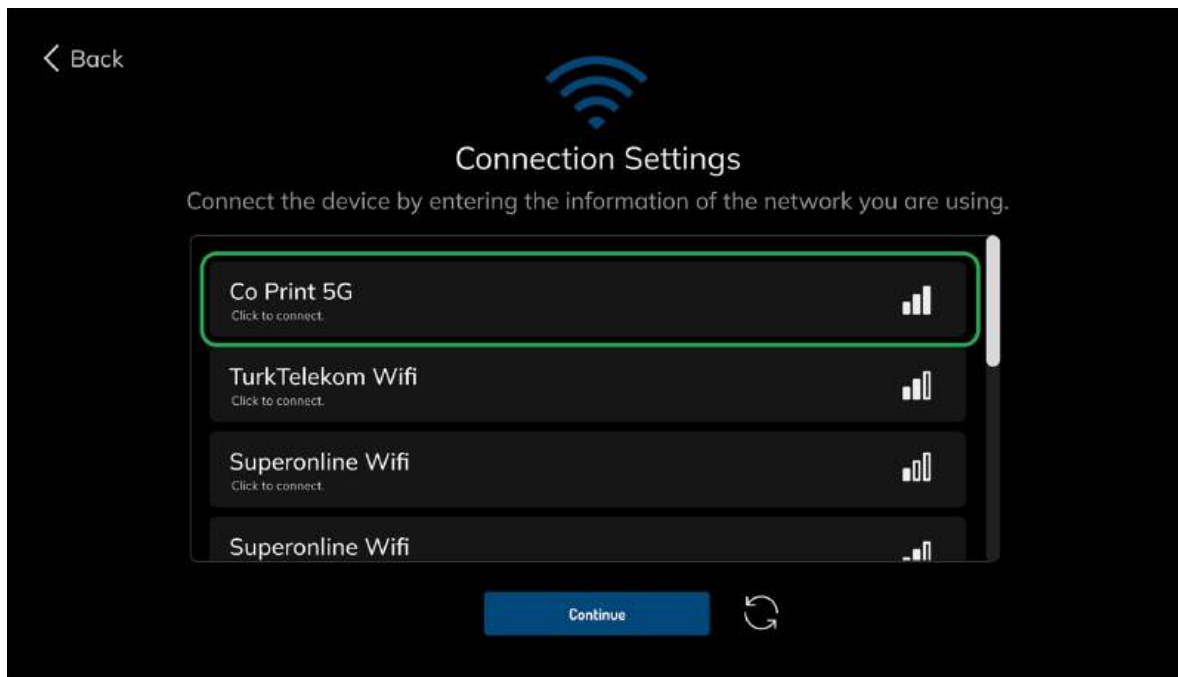 Back
Connection Settings
Connect the device by entering the information of the network you are using.
Co Print 5G
Click to connect.
TurkTelekom Wifi
Click to connect.
Superonline Wifi
Click to connect.
Superonline Wifi
Continue